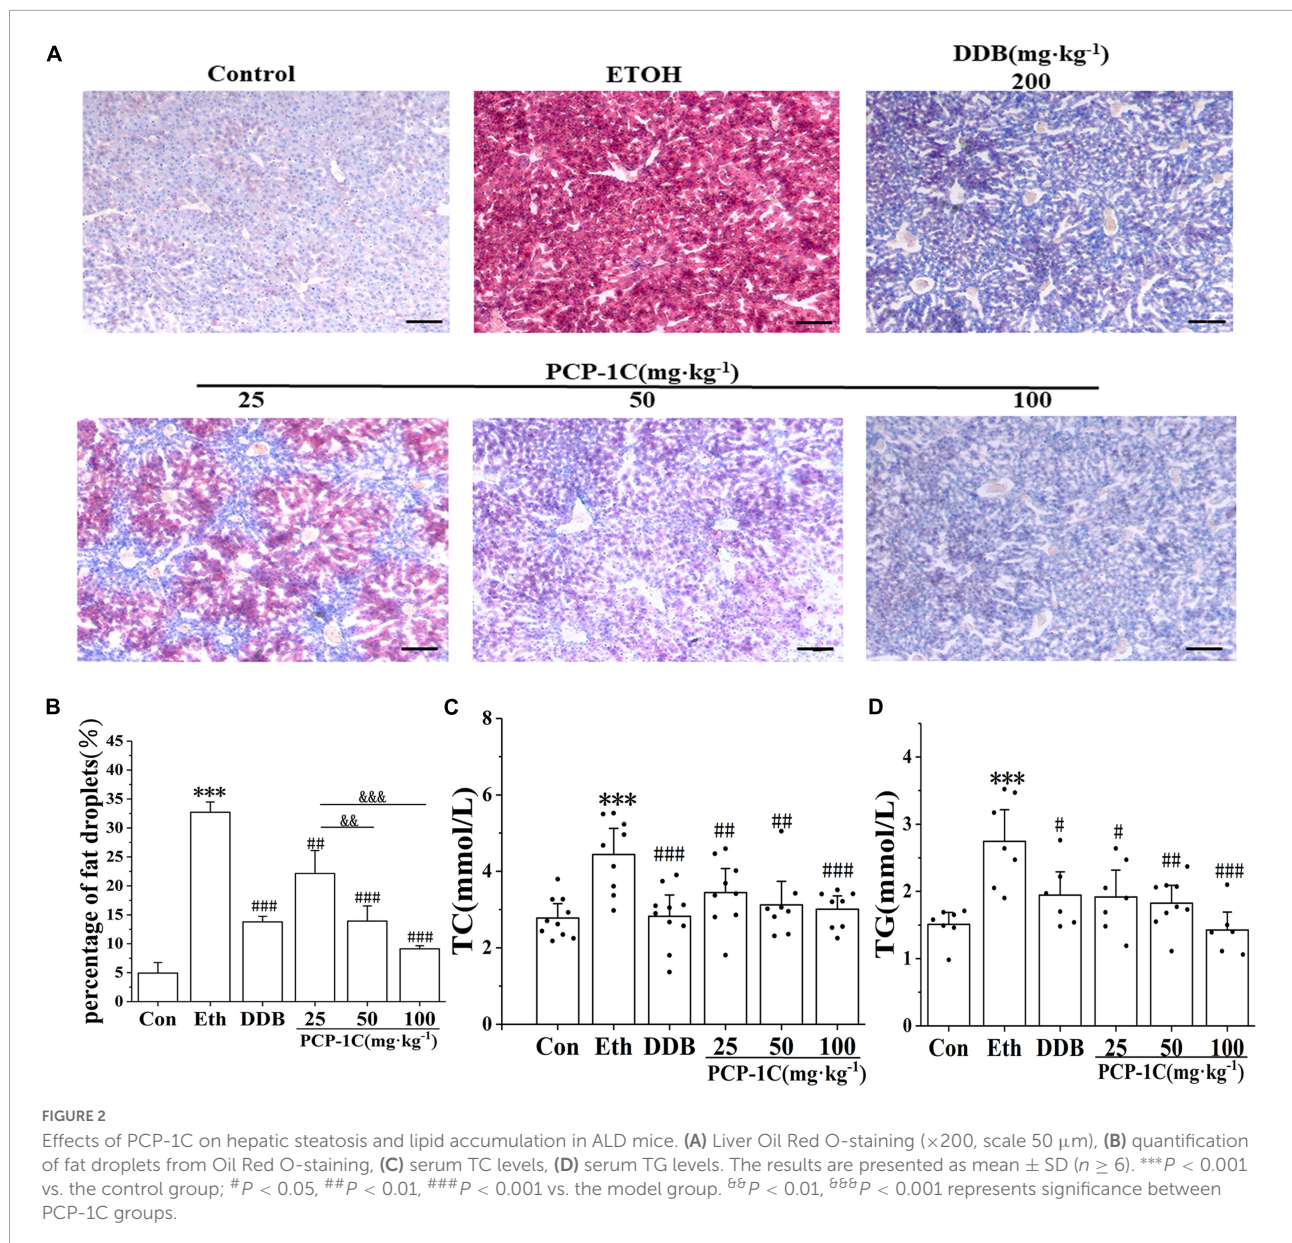 A
Control
ETOH
DDB(mg·kg⁻¹)
200
PCP-1C(mg·kg⁻¹)
25
50
100
B
percentage of fat droplets(%)
45
40
35
30
25
20
15
10
5
0
***
###
##
###
###
&&
&&&
Con Eth DDB 25 50 100
PCP-1C(mg·kg⁻¹)
C
TC(mmol/L)
8
6
4
2
0
***
###
##
##
###
Con Eth DDB 25 50 100
PCP-1C(mg·kg⁻¹)
D
TG(mmol/L)
4
3
2
1
0
***
#
#
##
###
Con Eth DDB 25 50 100
PCP-1C(mg·kg⁻¹)
FIGURE 2
Effects of PCP-1C on hepatic steatosis and lipid accumulation in ALD mice. (A) Liver Oil Red O-staining (×200, scale 50 μm), (B) quantification
of fat droplets from Oil Red O-staining, (C) serum TC levels, (D) serum TG levels. The results are presented as mean ± SD (n ≥ 6). ***P < 0.001
vs. the control group; #P < 0.05, ##P < 0.01, ###P < 0.001 vs. the model group. &&P < 0.01, &&&P < 0.001 represents significance between
PCP-1C groups.